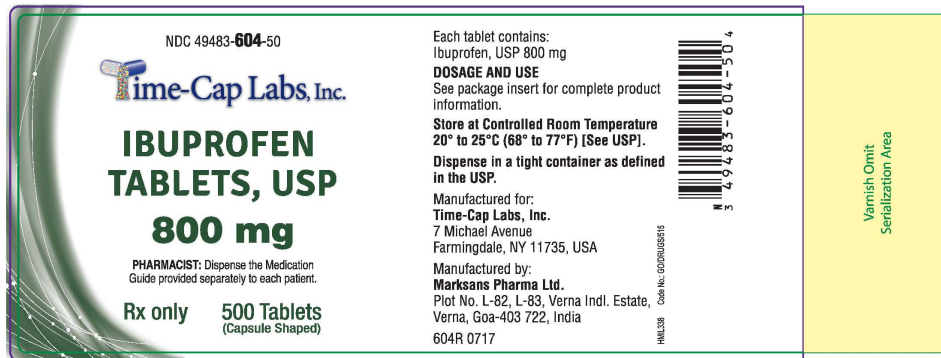 NDC 49483-604-50
Time-Cap Labs, Inc.
IBUPROFEN
TABLETS, USP
800 mg
PHARMACIST: Dispense the Medication
Guide provided separately to each patient.
Rx only
500 Tablets
(Capsule Shaped)
Each tablet contains:
Ibuprofen, USP 800 mg
DOSAGE AND USE
See package insert for complete product
information.
Store at Controlled Room Temperature
20° to 25°C (68° to 77°F) [See USP].
Dispense in a tight container as defined
in the USP.
Manufactured for:
Time-Cap Labs, Inc.
7 Michael Avenue
Farmingdale, NY 11735, USA
Manufactured by:
Marksans Pharma Ltd.
Plot No. L-82, L-83, Verna Indl. Estate,
Verna, Goa-403 722, India
604R 0717
HMIL338 Code No.: GO/DRUGS/515
N 3 49483-604-50 4
Varnish Omit
Serialization Area